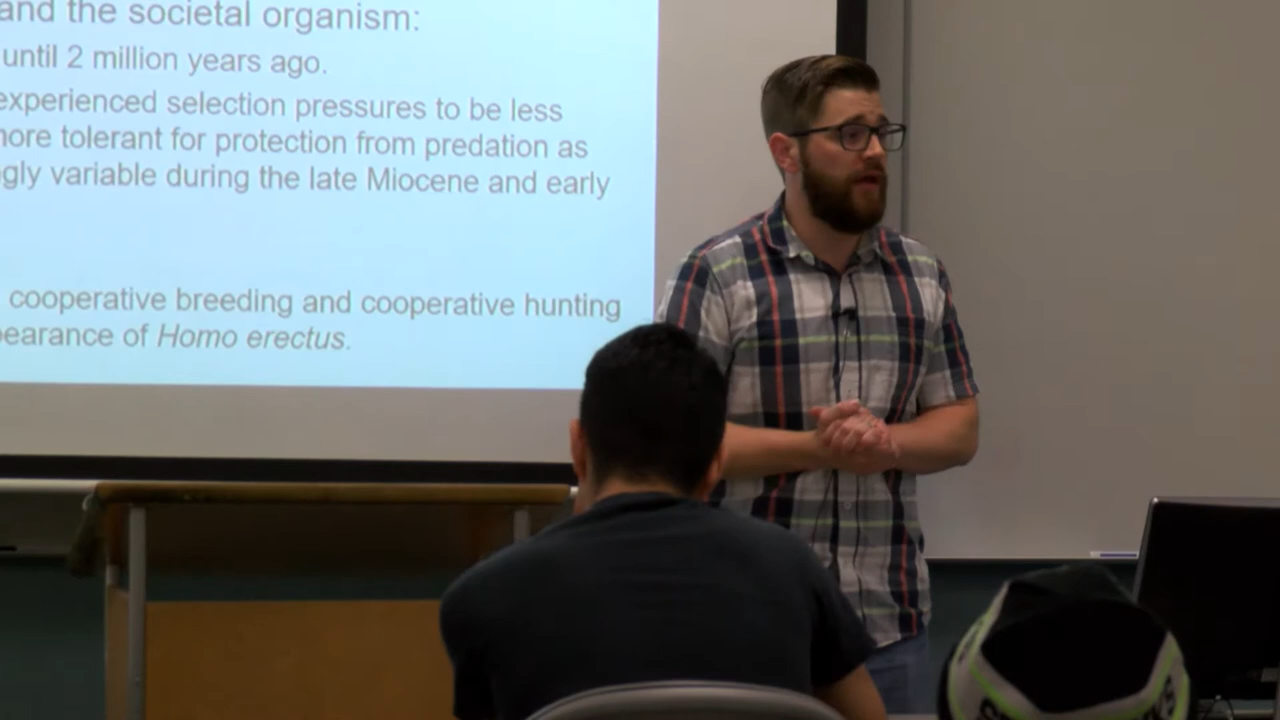 and the societal organism:
until 2 million years ago.
experienced selection pressures to be less
more tolerant for protection from predation as
gly variable during the late Miocene and early
cooperative breeding and cooperative hunting
pearance of Homo erectus.